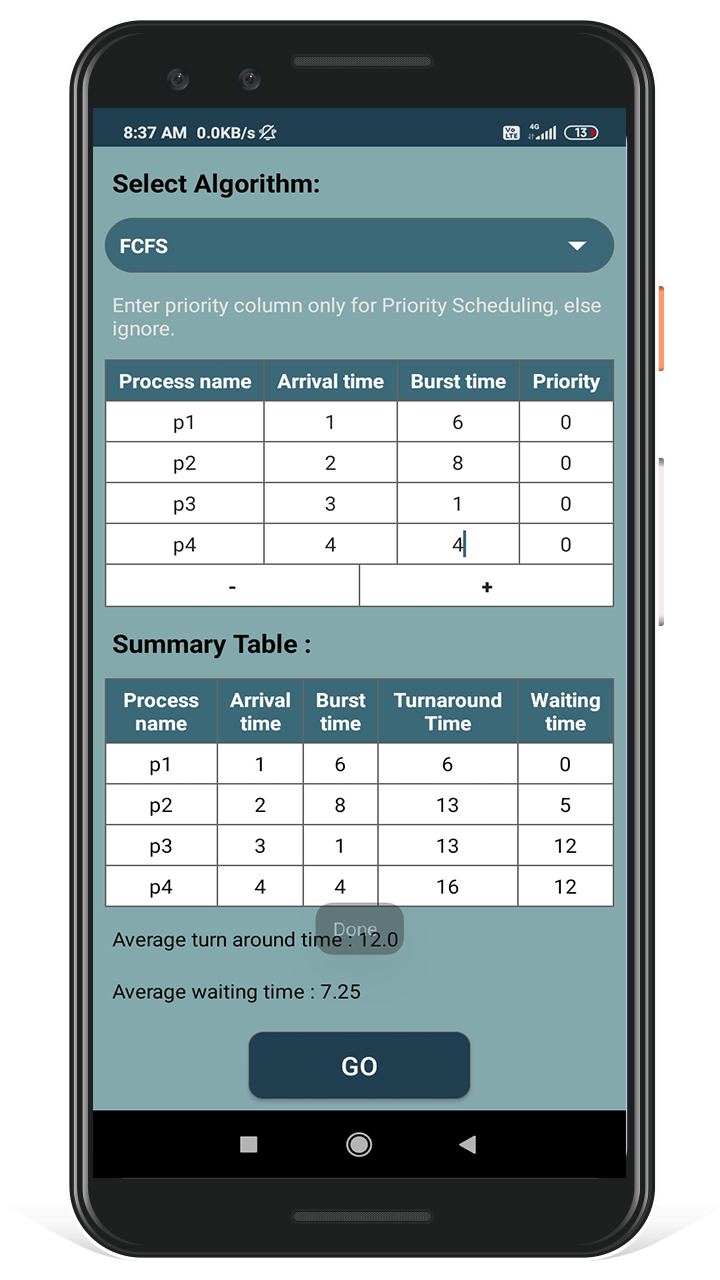 8:37 AM 0.0KB/s Vo LTE 4G 13
Select Algorithm:
FCFS
Enter priority column only for Priority Scheduling, else
ignore.
Process name Arrival time Burst time Priority
p1 1 6 0
p2 2 8 0
p3 3 1 0
p4 4 4 0
- +
Summary Table :
Process name Arrival time Burst time Turnaround Time Waiting time
p1 1 6 6 0
p2 2 8 13 5
p3 3 1 13 12
p4 4 4 16 12
Done
Average turn around time : 12.0
Average waiting time : 7.25
GO